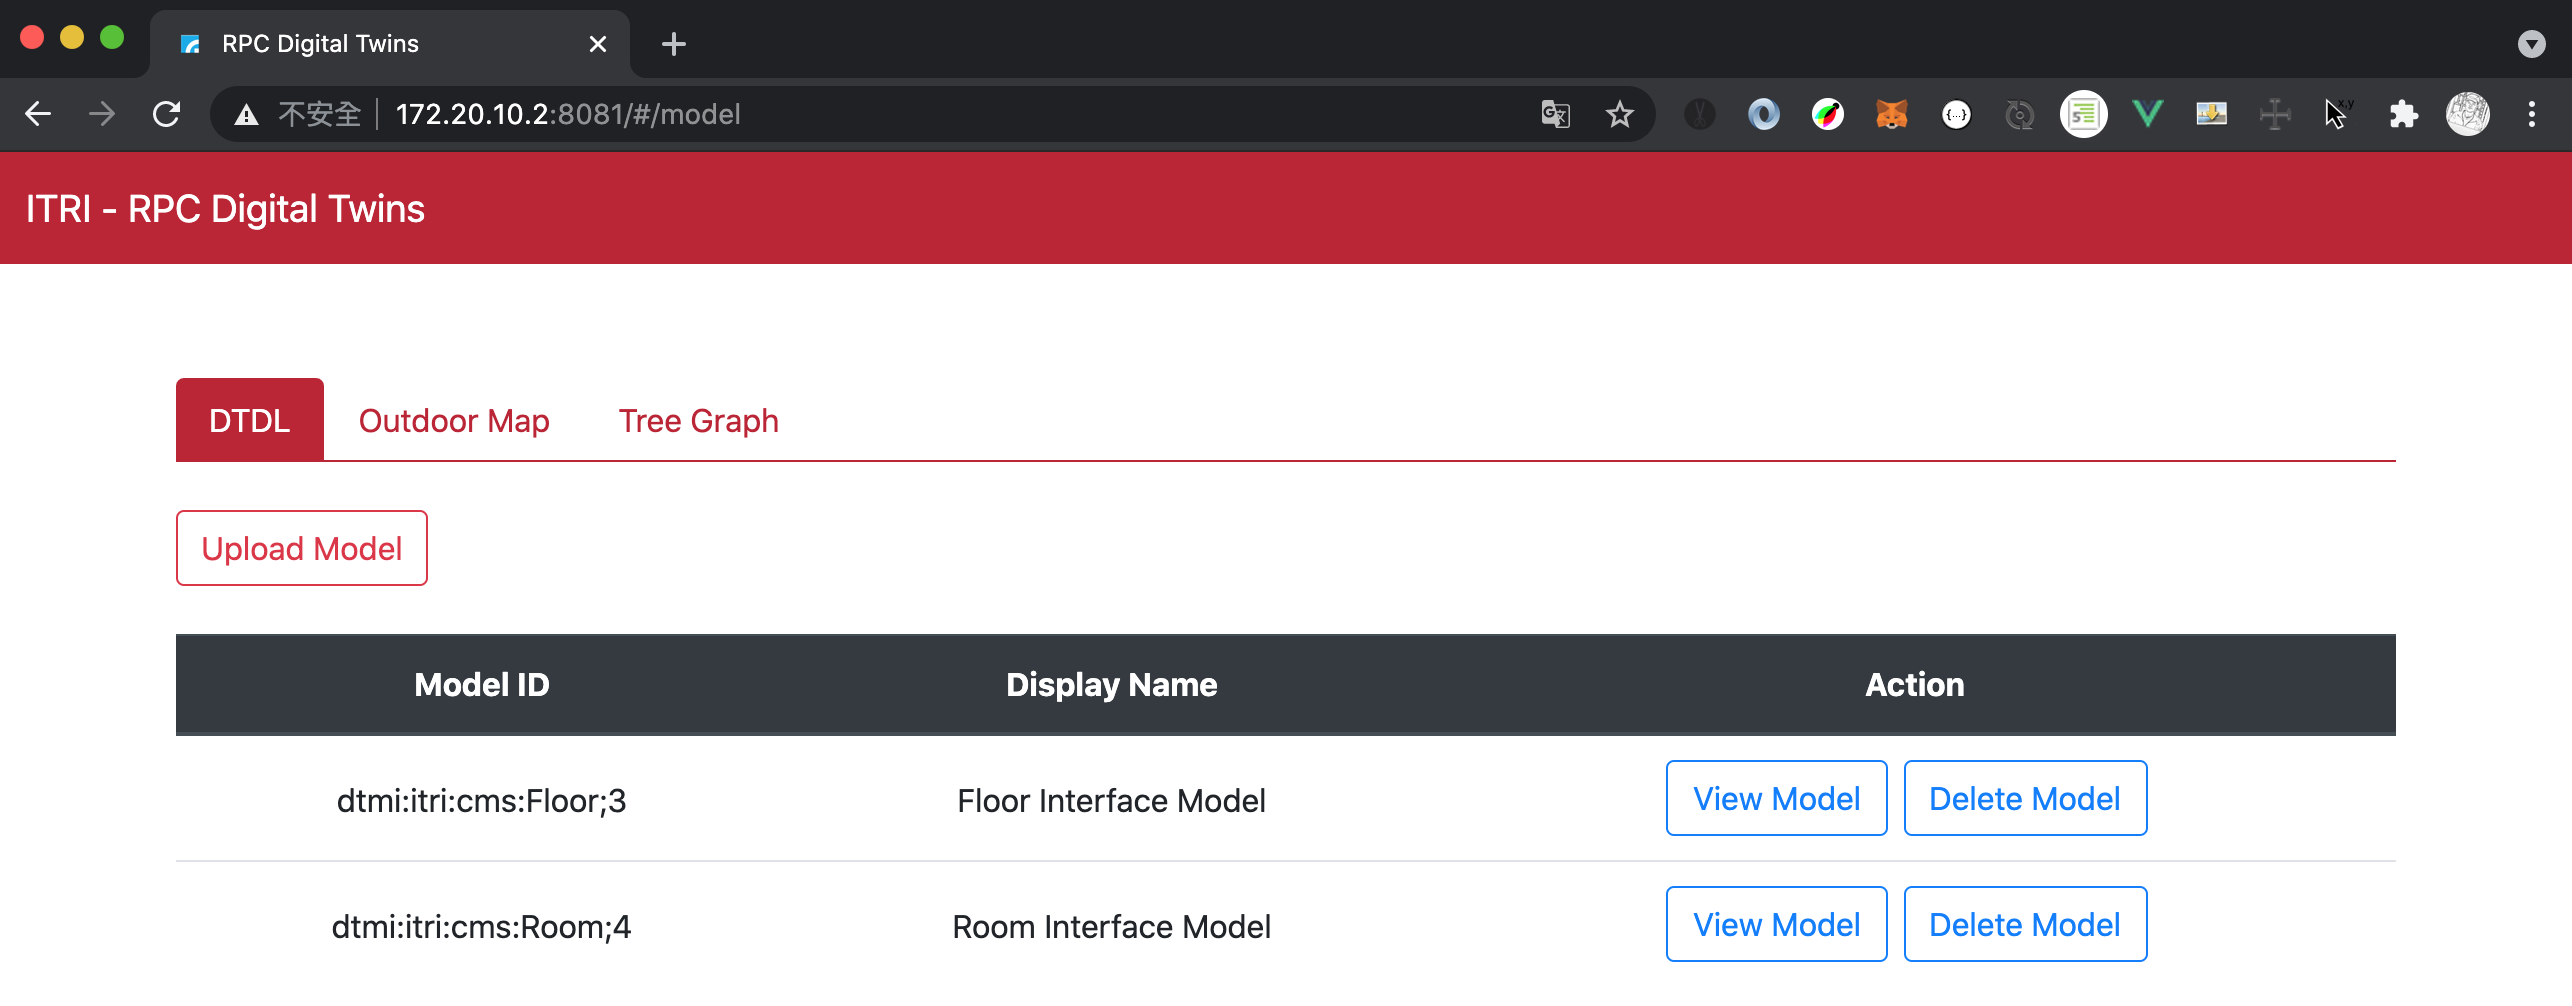 RPC Digital Twins
不安全 172.20.10.2:8081/#/model
ITRI - RPC Digital Twins
DTDL Outdoor Map Tree Graph
Upload Model
Model ID Display Name Action
dtmi:itri:cms:Floor;3 Floor Interface Model View Model Delete Model
dtmi:itri:cms:Room;4 Room Interface Model View Model Delete Model